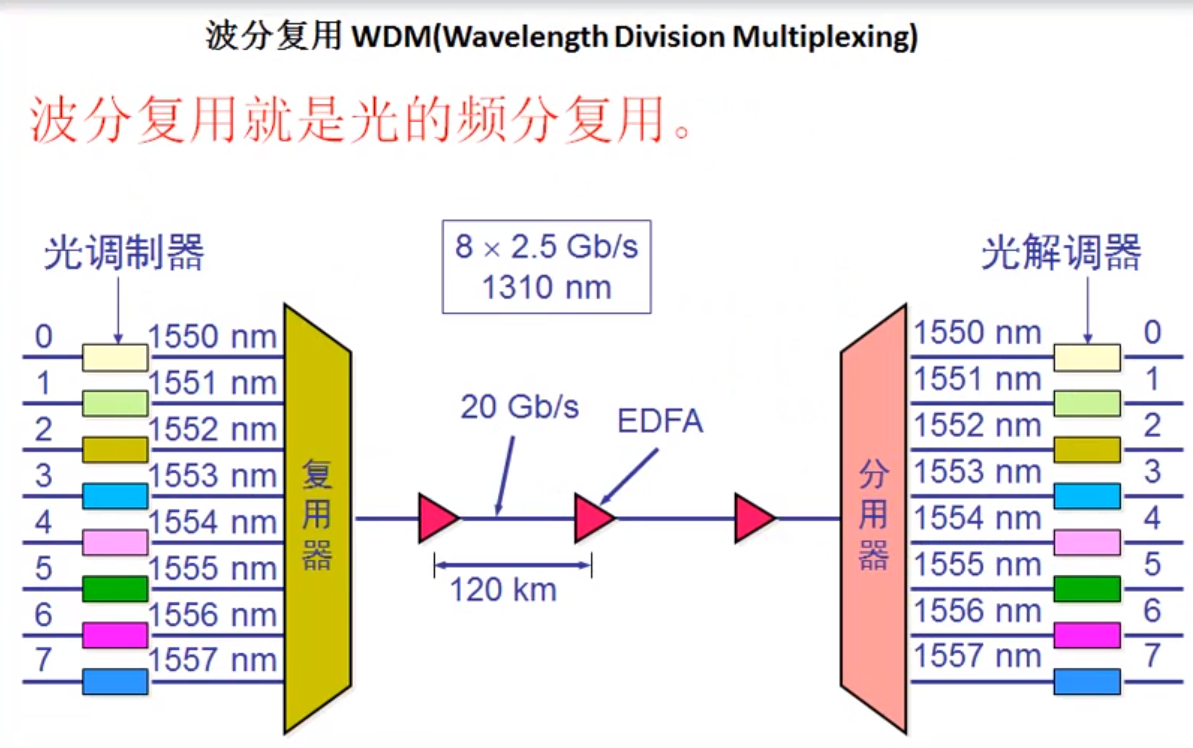 波分复用 WDM(Wavelength Division Multiplexing)
波分复用就是光的频分复用。
光调制器
8 × 2.5 Gb/s
1310 nm
光解调器
0 1550 nm
1 1551 nm
2 1552 nm
3 1553 nm
4 1554 nm
5 1555 nm
6 1556 nm
7 1557 nm
复用器
20 Gb/s
EDFA
120 km
分用器
1550 nm 0
1551 nm 1
1552 nm 2
1553 nm 3
1554 nm 4
1555 nm 5
1556 nm 6
1557 nm 7